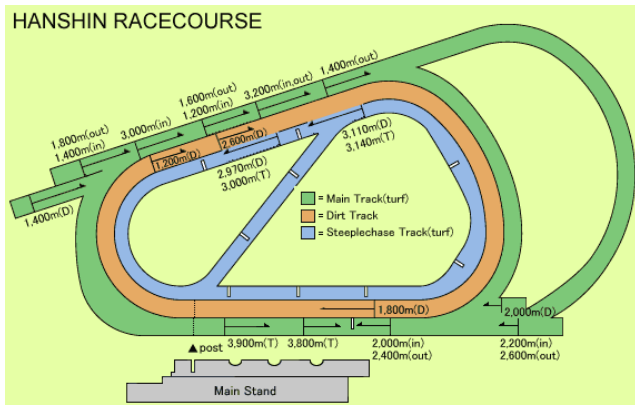 HANSHIN RACECOURSE
1,400m(out)
3,200m(in,out)
1,600m(out)
1,200m(in)
3,000m(in)
1,800m(out)
1,400m(in)
1,400m(D)
1,200m(D)
2,600m(D)
3,110m(D)
3,140m(T)
2,970m(D)
3,000m(T)
= Main Track(turf)
= Dirt Track
= Steeplechase Track(turf)
1,800m(D)
2,000m(D)
▲post
3,900m(T)
3,800m(T)
2,000m(in)
2,400m(out)
2,200m(in)
2,600m(out)
Main Stand